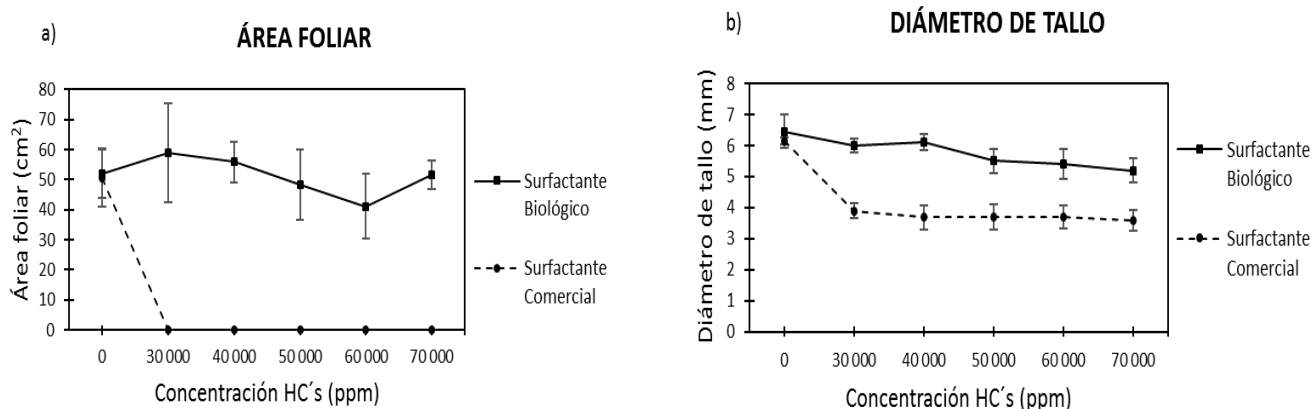 a)
ÁREA FOLIAR
Área foliar (cm²)
80
70
60
50
40
30
20
10
0
0 30 000 40 000 50 000 60 000 70 000
Concentración HC´s (ppm)
Surfactante
Biológico
Surfactante
Comercial
b)
DIÁMETRO DE TALLO
Diámetro de tallo (mm)
8
7
6
5
4
3
2
1
0
0 30 000 40 000 50 000 60 000 70 000
Concentración HC´s (ppm)
Surfactante
Biológico
Surfactante
Comercial